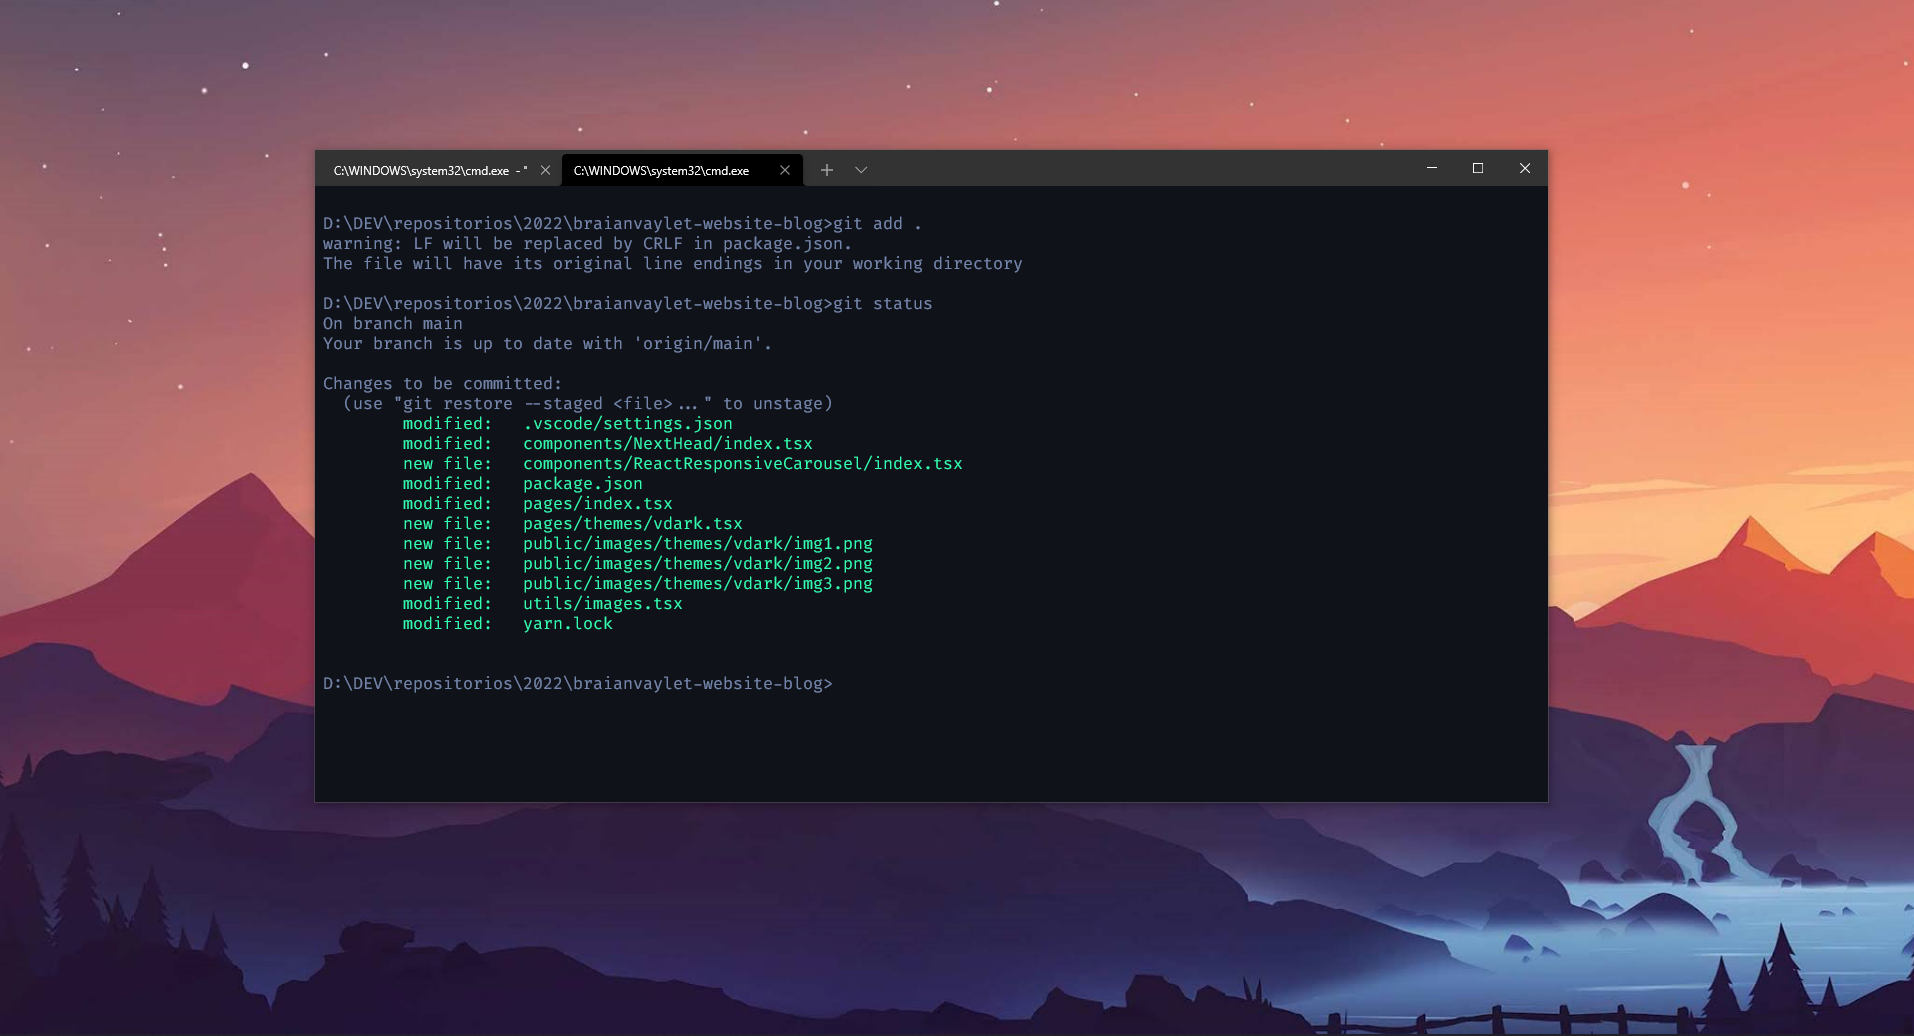 C:\WINDOWS\system32\cmd.exe - " C:\WINDOWS\system32\cmd.exe
D:\DEV\repositorios\2022\braianvaylet-website-blog>git add .
warning: LF will be replaced by CRLF in package.json.
The file will have its original line endings in your working directory
D:\DEV\repositorios\2022\braianvaylet-website-blog>git status
On branch main
Your branch is up to date with 'origin/main'.
Changes to be committed:
(use "git restore --staged <file>..." to unstage)
modified: .vscode/settings.json
modified: components/NextHead/index.tsx
new file: components/ReactResponsiveCarousel/index.tsx
modified: package.json
modified: pages/index.tsx
new file: pages/themes/vdark.tsx
new file: public/images/themes/vdark/img1.png
new file: public/images/themes/vdark/img2.png
new file: public/images/themes/vdark/img3.png
modified: utils/images.tsx
modified: yarn.lock
D:\DEV\repositorios\2022\braianvaylet-website-blog>